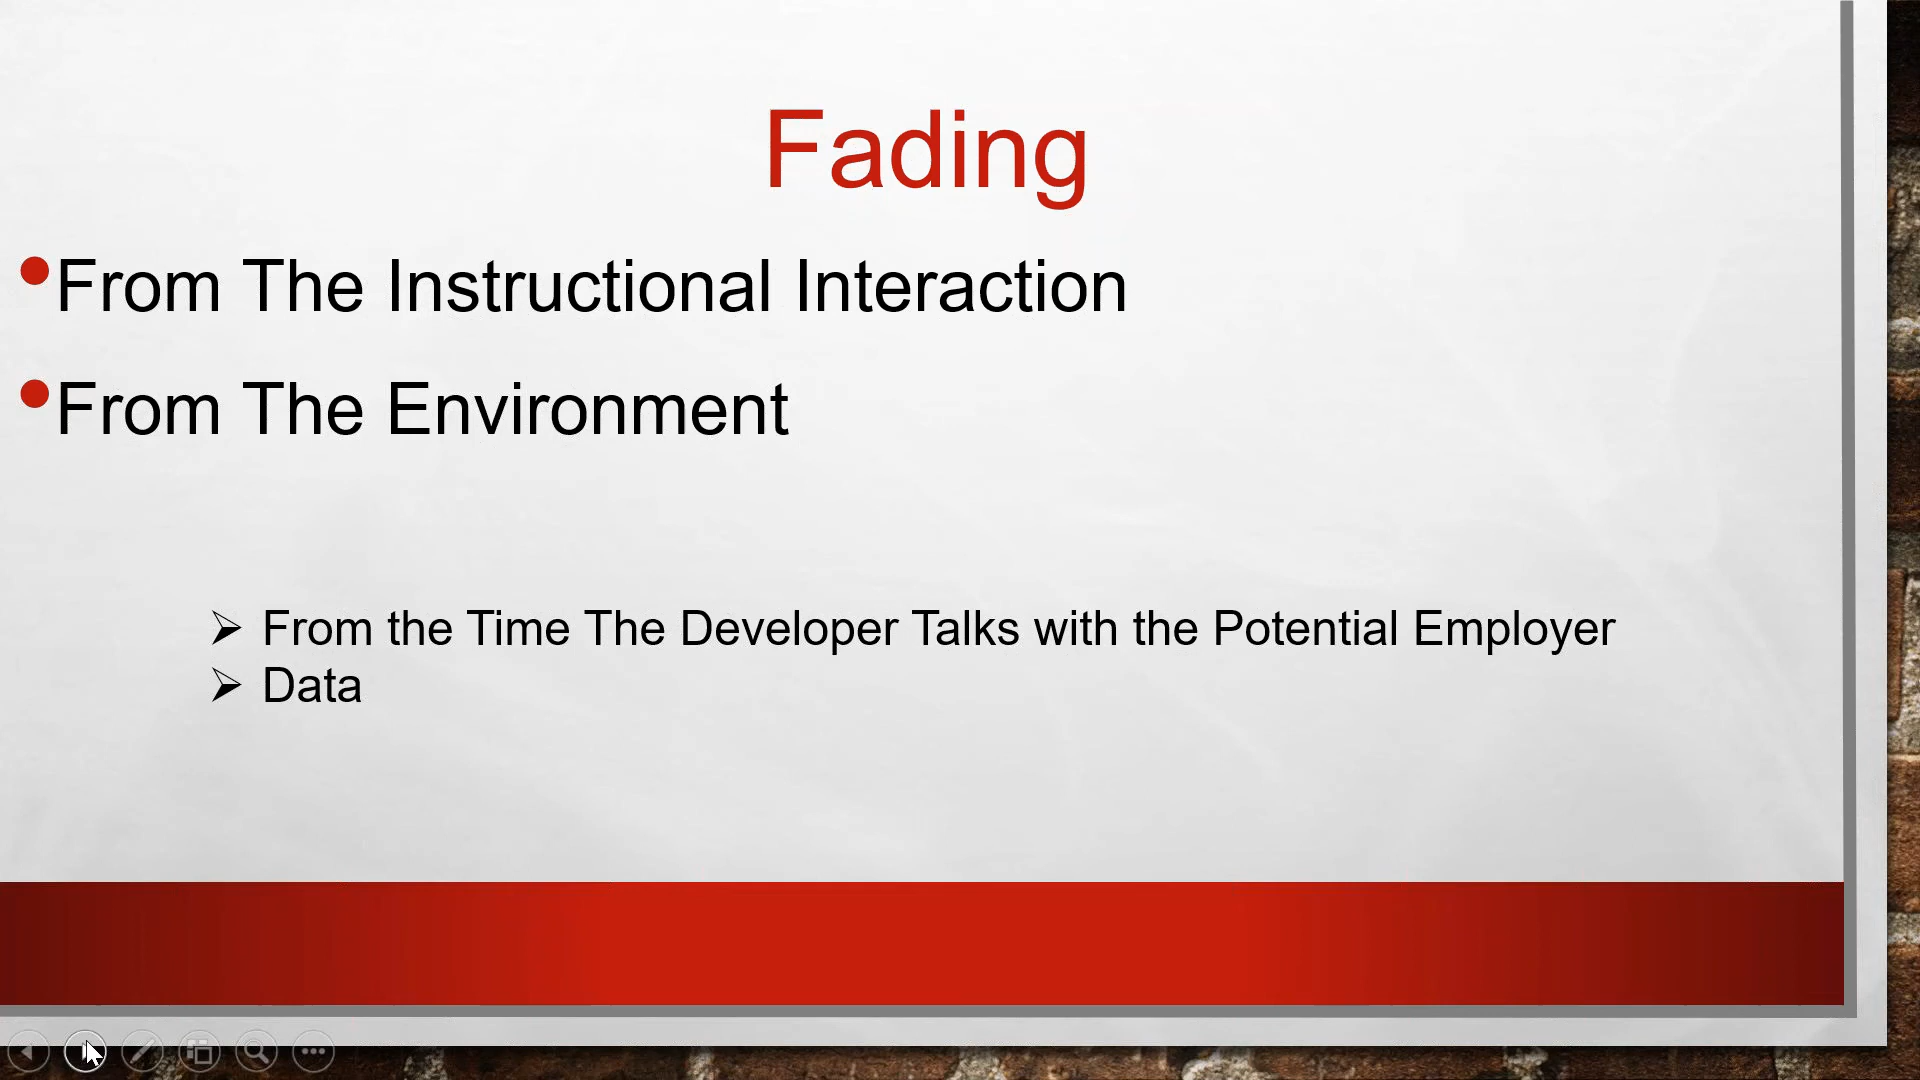 Fading
•From The Instructional Interaction
•From The Environment
➢ From the Time The Developer Talks with the Potential Employer
➢ Data